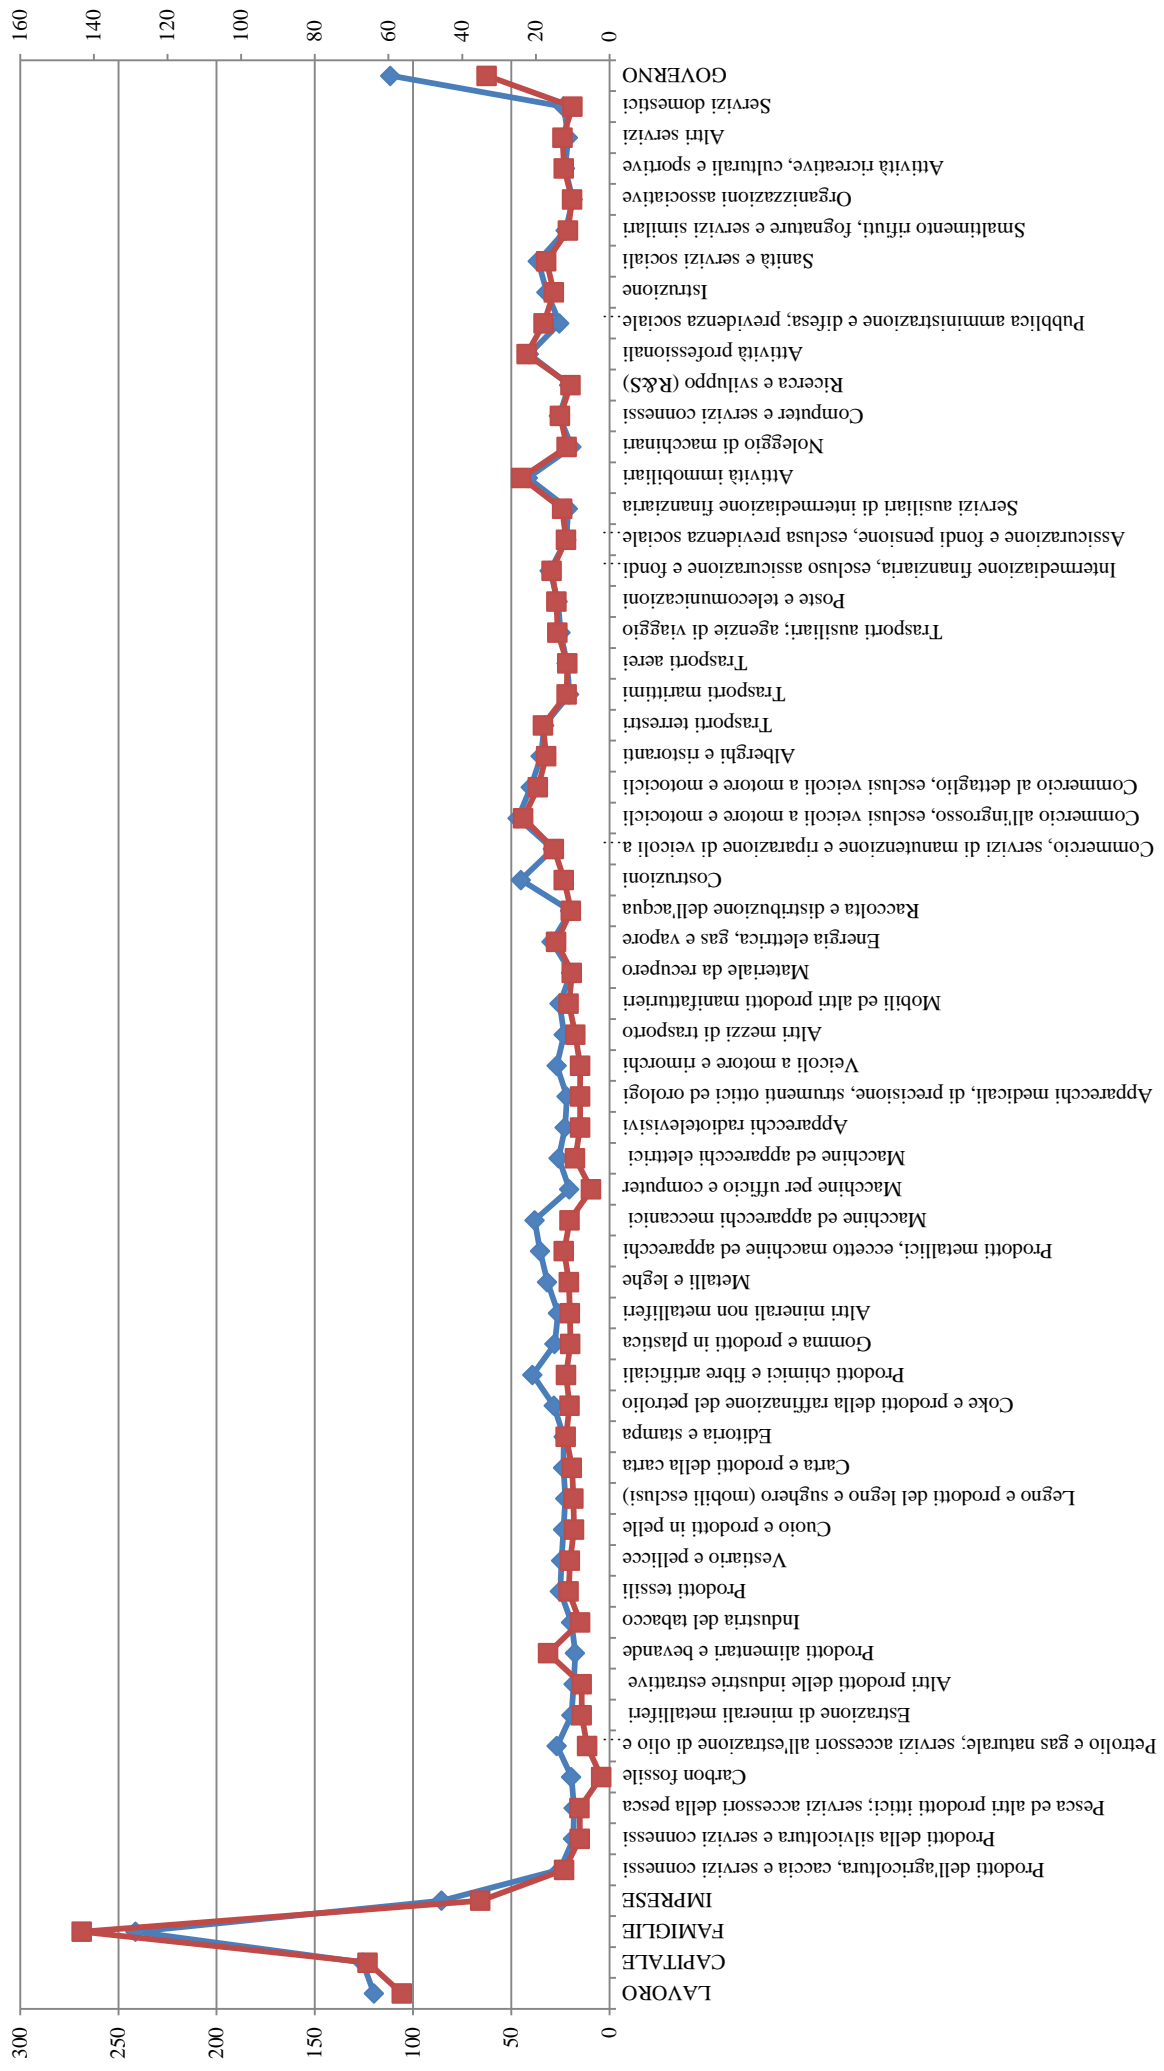 160
140
120
100
80
60
40
20
0
GOVERNO
Servizi domestici
Altri servizi
Attività ricreative, culturali e sportive
Organizzazioni associative
Smaltimento rifiuti, fognature e servizi similari
Sanità e servizi sociali
Istruzione
Pubblica amministrazione e difesa; previdenza sociale…
Attività professionali
Ricerca e sviluppo (R&S)
Computer e servizi connessi
Noleggio di macchinari
Attività immobiliari
Servizi ausiliari di intermediazione finanziaria
Assicurazione e fondi pensione, esclusa previdenza sociale…
Intermediazione finanziaria, escluso assicurazione e fondi…
Poste e telecomunicazioni
Trasporti ausiliari; agenzie di viaggio
Trasporti aerei
Trasporti marittimi
Trasporti terrestri
Alberghi e ristoranti
Commercio al dettaglio, esclusi veicoli a motore e motocicli
Commercio all'ingrosso, esclusi veicoli a motore e motocicli
Commercio, servizi di manutenzione e riparazione di veicoli a…
Costruzioni
Raccolta e distribuzione dell'acqua
Energia elettrica, gas e vapore
Materiale da recupero
Mobili ed altri prodotti manifatturieri
Altri mezzi di trasporto
Veicoli a motore e rimorchi
Apparecchi medicali, di precisione, strumenti ottici ed orologi
Apparecchi radiotelevisivi
Macchine ed apparecchi elettrici
Macchine per ufficio e computer
Macchine ed apparecchi meccanici
Prodotti metallici, eccetto macchine ed apparecchi
Metalli e leghe
Altri minerali non metalliferi
Gomma e prodotti in plastica
Prodotti chimici e fibre artificiali
Coke e prodotti della raffinazione del petrolio
Editoria e stampa
Carta e prodotti della carta
Legno e prodotti del legno e sughero (mobili esclusi)
Cuoio e prodotti in pelle
Vestiario e pellicce
Prodotti tessili
Industria del tabacco
Prodotti alimentari e bevande
Altri prodotti delle industrie estrattive
Estrazione di minerali metalliferi
Petrolio e gas naturale; servizi accessori all'estrazione di olio e…
Carbon fossile
Pesca ed altri prodotti ittici; servizi accessori della pesca
Prodotti della silvicoltura e servizi connessi
Prodotti dell'agricoltura, caccia e servizi connessi
IMPRESE
FAMIGLIE
CAPITALE
LAVORO
300
250
200
150
100
50
0